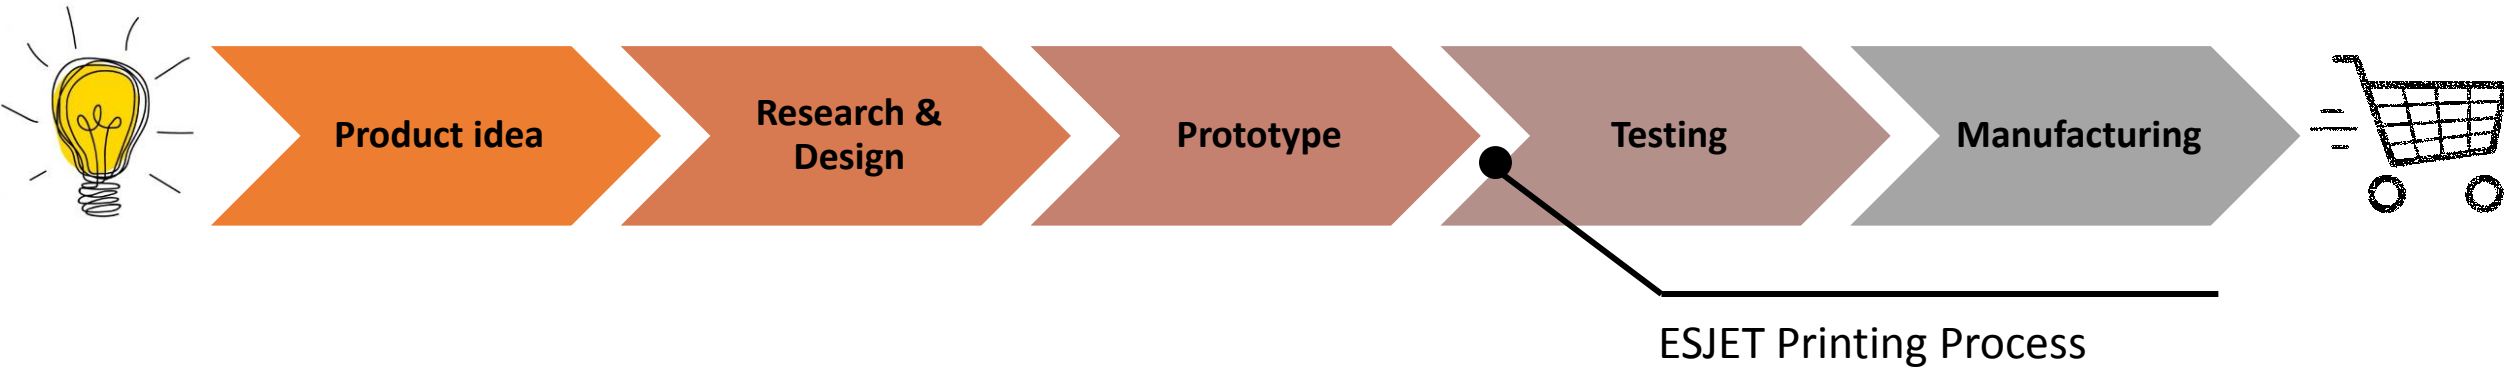 Product idea
Research &
Design
Prototype
Testing
Manufacturing
ESJET Printing Process